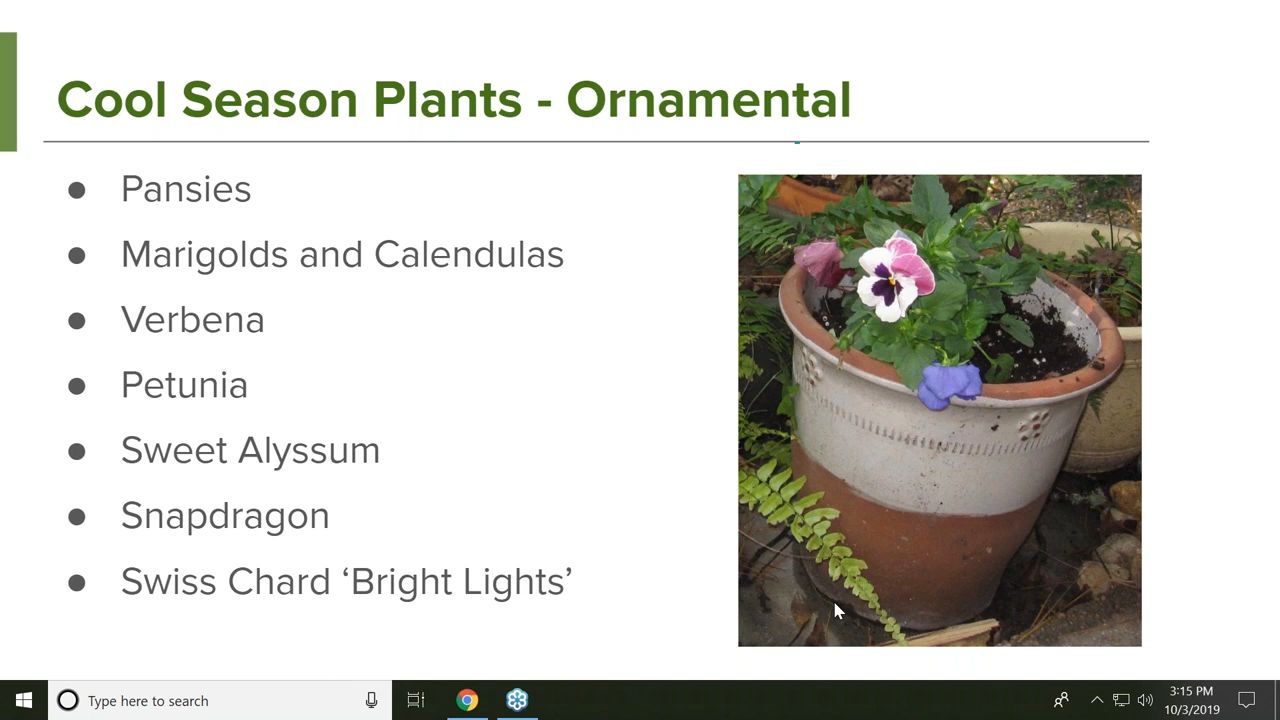 Cool Season Plants - Ornamental
● Pansies
● Marigolds and Calendulas
● Verbena
● Petunia
● Sweet Alyssum
● Snapdragon
● Swiss Chard ‘Bright Lights’
Type here to search
3:15 PM
10/3/2019